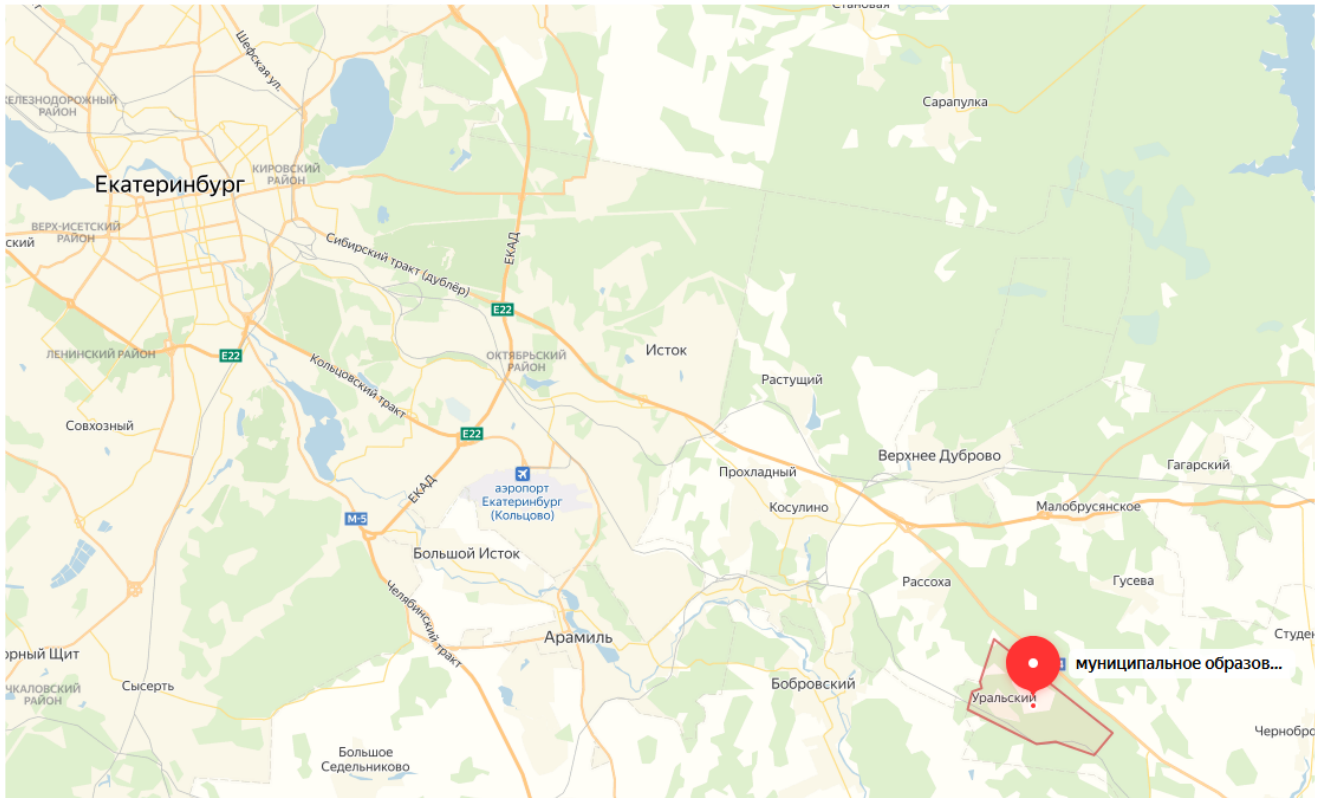 Становая
Шефская ул.
ЖЕЛЕЗНОДОРОЖНЫЙ
РАЙОН
Сарапулка
КИРОВСКИЙ
РАЙОН
Екатеринбург
ВЕРХ-ИСЕТСКИЙ
РАЙОН
ский
Сибирский тракт (дублёр)
ЕКАД
E22
ЛЕНИНСКИЙ РАЙОН
E22
ОКТЯБРЬСКИЙ
РАЙОН
Исток
Кольцовский тракт
Растущий
Совхозный
E22
Верхнее Дуброво
Гагарский
Прохладный
ЕКАД
аэропорт
Екатеринбург
(Кольцово)
Косулино
Малобрусянское
М-5
Большой Исток
Рассоха
Гусева
Челябинский тракт
Арамиль
Студен
орный Щит
муниципальное образов...
ЧКАЛОВСКИЙ
РАЙОН
Сысерть
Бобровский
Уральский
Чернобро
Большое
Седельниково